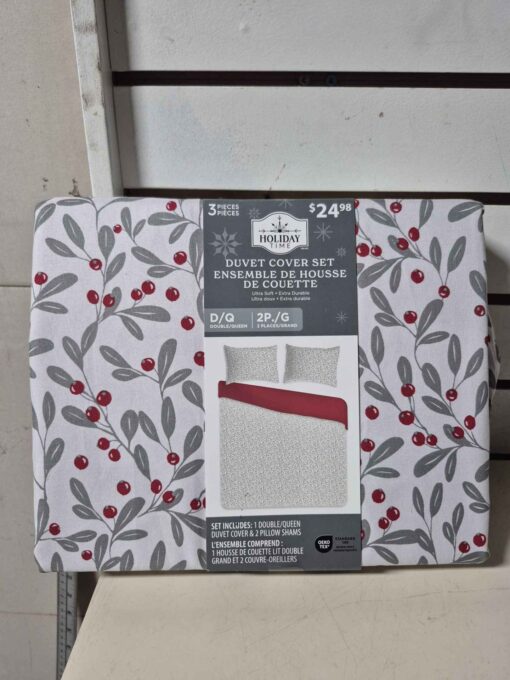 3 PIECES
PIÈCES
$24.98
HOLIDAY
TIME
DUVET COVER SET
ENSEMBLE DE HOUSSE
DE COUETTE
Ultra Soft • Extra Durable
Ultra doux • Extra durable
D/Q
DOUBLE/QUEEN
2P./G
2 PLACES/GRAND
SET INCLUDES: 1 DOUBLE/QUEEN
DUVET COVER & 2 PILLOW SHAMS
L'ENSEMBLE COMPREND :
1 HOUSSE DE COUETTE LIT DOUBLE
GRAND ET 2 COUVRE-OREILLERS
OEKO
TEX®
STANDARD
100